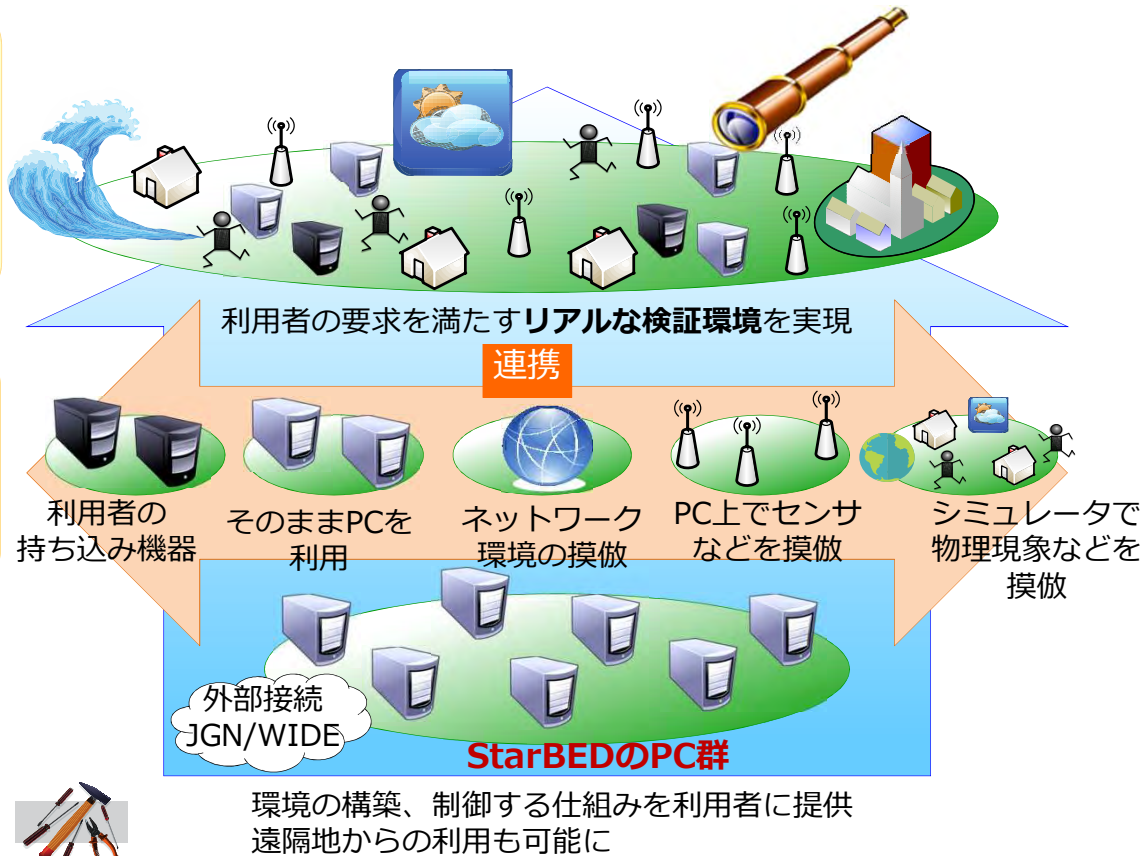 利用者の要求を満たすリアルな検証環境を実現
連携
利用者の
持ち込み機器
そのままPCを
利用
ネットワーク
環境の摸倣
PC上でセンサ
などを摸倣
シミュレータで
物理現象などを
摸倣
外部接続
JGN/WIDE
StarBEDのPC群
環境の構築、制御する仕組みを利用者に提供
遠隔地からの利用も可能に